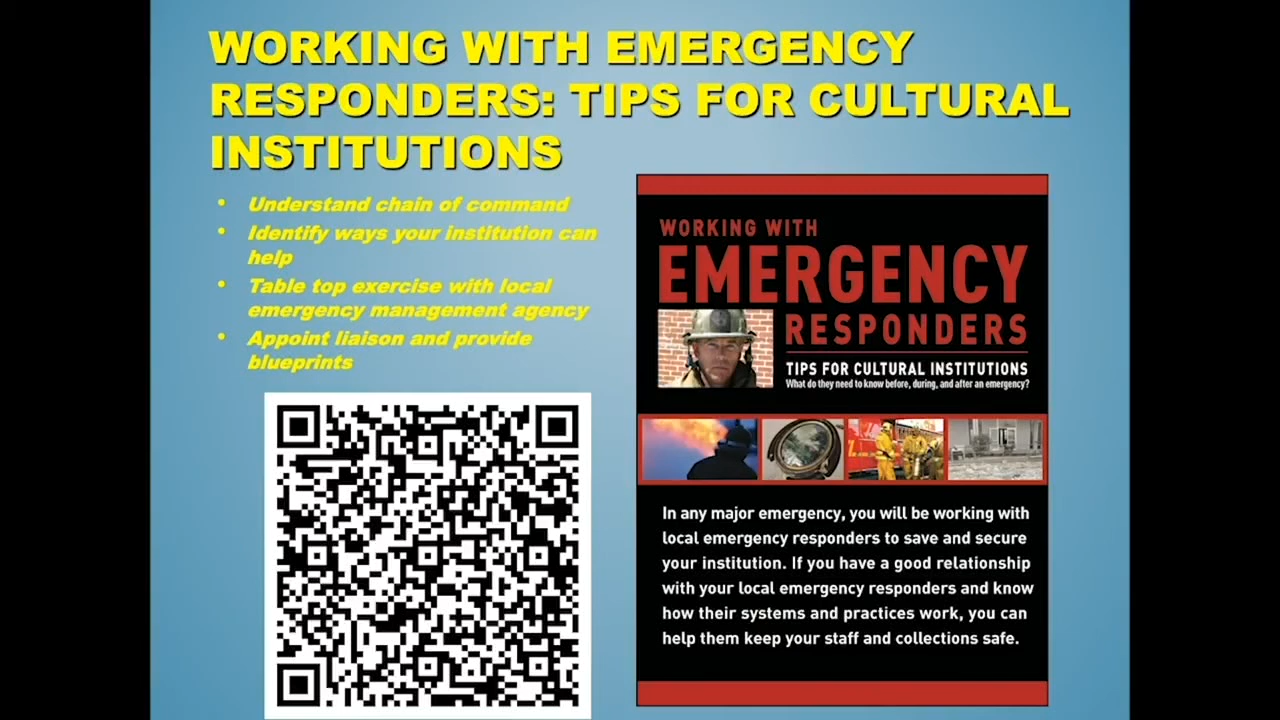 WORKING WITH EMERGENCY
RESPONDERS: TIPS FOR CULTURAL
INSTITUTIONS
• Understand chain of command
• Identify ways your institution can
help
• Table top exercise with local
emergency management agency
• Appoint liaison and provide
blueprints
WORKING WITH
EMERGENCY
RESPONDERS
TIPS FOR CULTURAL INSTITUTIONS
What do they need to know before, during, and after an emergency?
In any major emergency, you will be working with
local emergency responders to save and secure
your institution. If you have a good relationship
with your local emergency responders and know
how their systems and practices work, you can
help them keep your staff and collections safe.